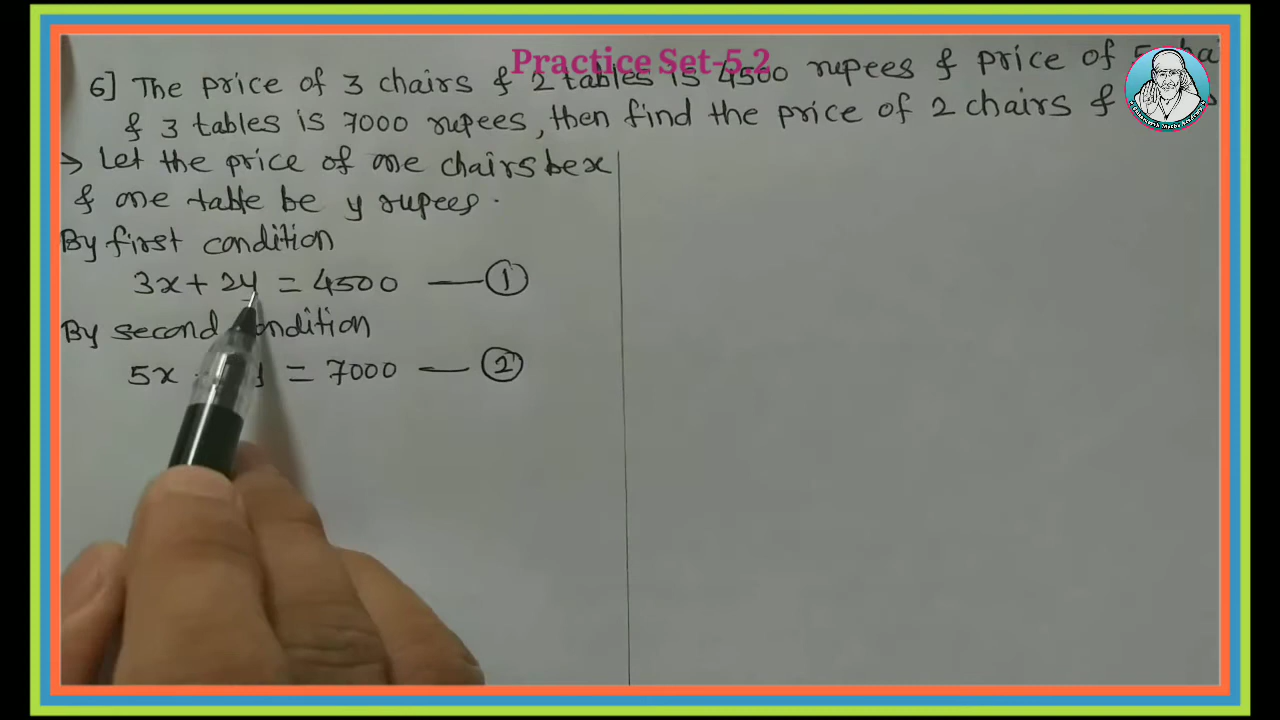 Practice Set-5.2
6] The price of 3 chairs & 2 tables is 4500 rupees & price of 5
& 3 tables is 7000 rupees, then find the price of 2 chairs &
→ Let the price of one chairs be x
& one table be y rupees.
By first condition
3x + 2y = 4500 — ①
By second condition
5x = 7000 — ②